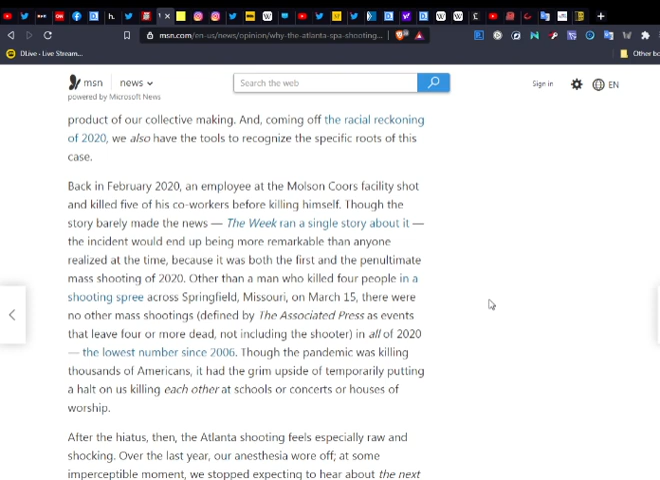 msn.com/en-us/news/opinion/why-the-atlanta-spa-shooting...
DLive - Live Stream...
Other bo
msn
news
Search the web
Sign in
EN
powered by Microsoft News
product of our collective making. And, coming off the racial reckoning
of 2020, we also have the tools to recognize the specific roots of this
case.
Back in February 2020, an employee at the Molson Coors facility shot
and killed five of his co-workers before killing himself. Though the
story barely made the news — The Week ran a single story about it —
the incident would end up being more remarkable than anyone
realized at the time, because it was both the first and the penultimate
mass shooting of 2020. Other than a man who killed four people in a
shooting spree across Springfield, Missouri, on March 15, there were
no other mass shootings (defined by The Associated Press as events
that leave four or more dead, not including the shooter) in all of 2020
— the lowest number since 2006. Though the pandemic was killing
thousands of Americans, it had the grim upside of temporarily putting
a halt on us killing each other at schools or concerts or houses of
worship.
After the hiatus, then, the Atlanta shooting feels especially raw and
shocking. Over the last year, our anesthesia wore off; at some
imperceptible moment, we stopped expecting to hear about the next